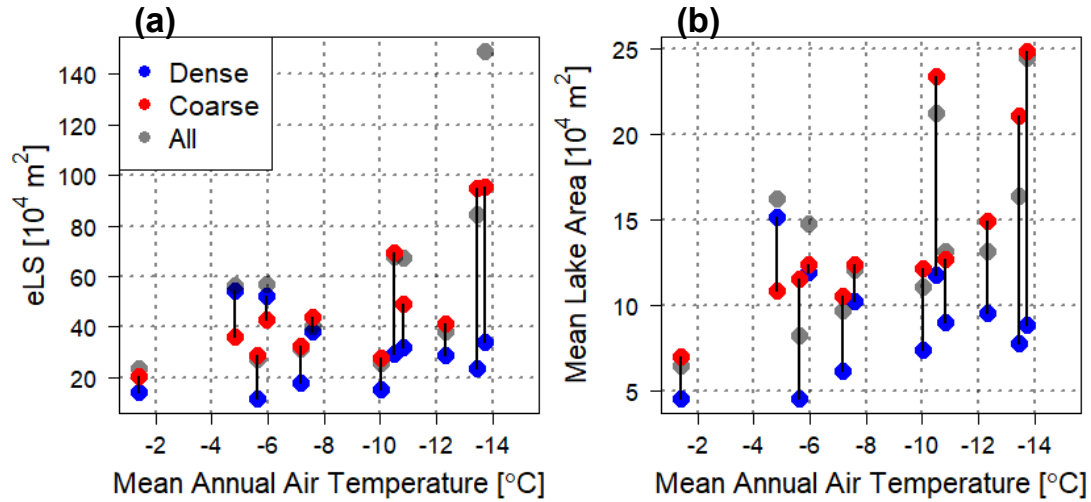 (a)
eLS [10⁴ m²]
140
120
100
80
60
40
20
Dense
Coarse
All
-2 -4 -6 -8 -10 -12 -14
Mean Annual Air Temperature [°C]
(b)
Mean Lake Area [10⁴ m²]
25
20
15
10
5
-2 -4 -6 -8 -10 -12 -14
Mean Annual Air Temperature [°C]